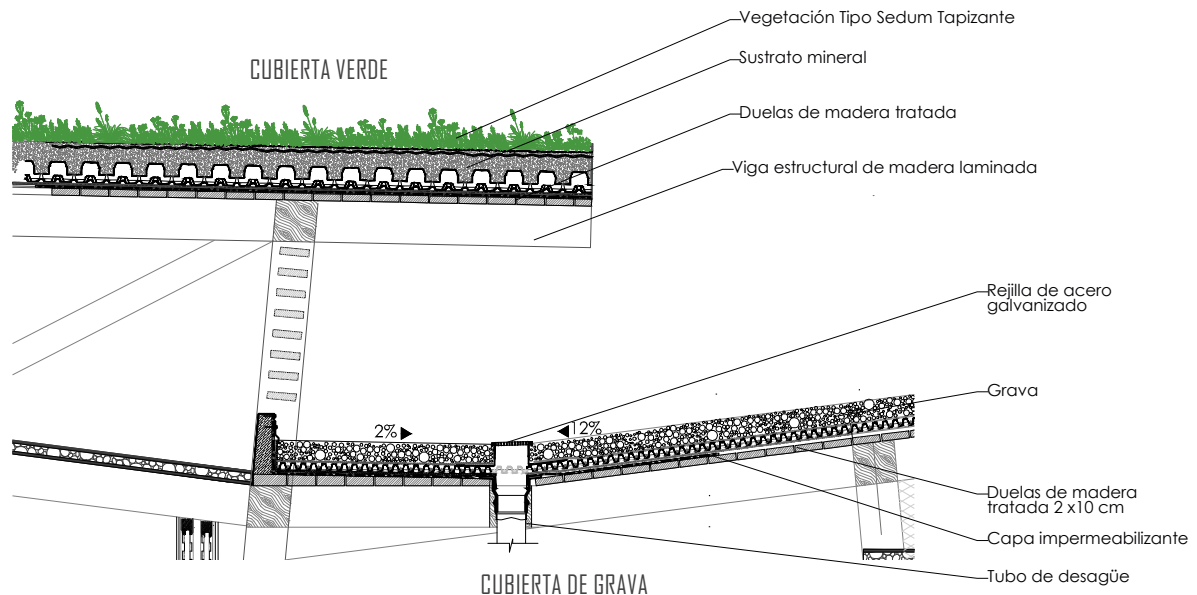 Vegetación Tipo Sedum Tapizante
CUBIERTA VERDE
Sustrato mineral
Duelas de madera tratada
Viga estructural de madera laminada
Rejilla de acero
galvanizado
Grava
2%
12%
Duelas de madera
tratada 2 x10 cm
Capa impermeabilizante
Tubo de desagüe
CUBIERTA DE GRAVA